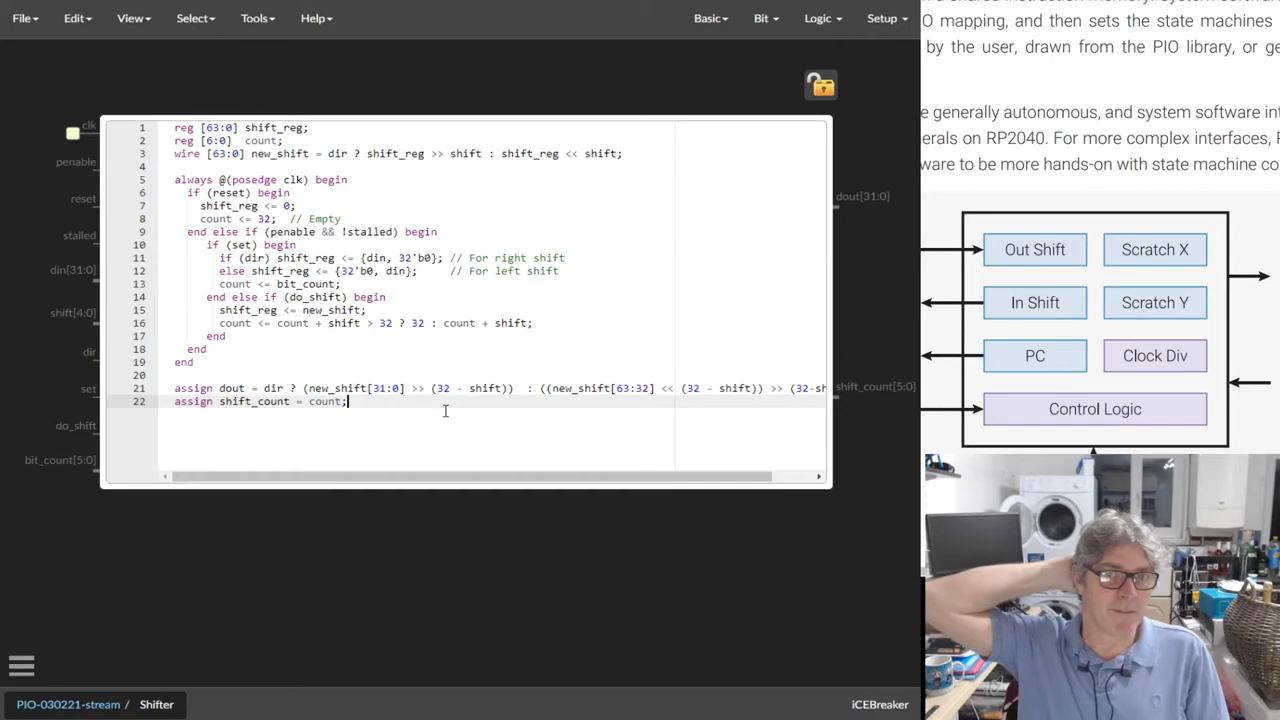 File Edit View Select Tools Help Basic Bit Logic Setup
clk
penable
reset
stalled
din[31:0]
shift[4:0]
dir
set
do_shift
bit_count[5:0]
1 reg [63:0] shift_reg;
2 reg [6:0]  count;
3 wire [63:0] new_shift = dir ? shift_reg >> shift : shift_reg << shift;
4
5 always @(posedge clk) begin
6   if (reset) begin
7     shift_reg <= 0;
8     count <= 32;  // Empty
9   end else if (penable && !stalled) begin
10      if (set) begin
11        if (dir) shift_reg <= {din, 32'b0}; // For right shift
12        else shift_reg <= {32'b0, din};     // For left shift
13        count <= bit_count;
14      end else if (do_shift) begin
15        shift_reg <= new_shift;
16        count <= count + shift > 32 ? 32 : count + shift;
17      end
18   end
19 end
20
21 assign dout = dir ? (new_shift[31:0] >> (32 - shift))  : ((new_shift[63:32] << (32 - shift)) >> (32-sh
22 assign shift_count = count;
dout[31:0]
shift_count[5:0]
PIO-030221-stream / Shifter
iCEBreaker
O mapping, and then sets the state machines
by the user, drawn from the PIO library, or ge
e generally autonomous, and system software int
erals on RP2040. For more complex interfaces,
ware to be more hands-on with state machine co
Out Shift Scratch X
In Shift Scratch Y
PC Clock Div
Control Logic